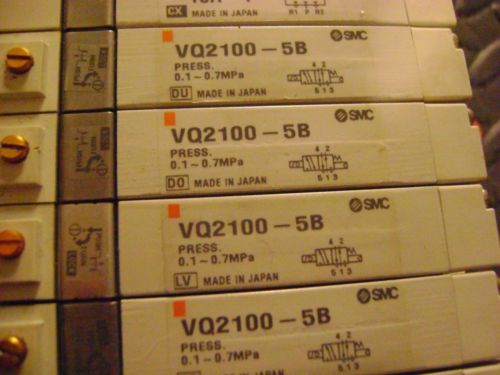 CX MADE IN JAPAN
R1 P R2
VQ2100-5B
SMC
PRESS.
0.1~0.7MPa
4 2
5 1 3
DU MADE IN JAPAN
VQ2100-5B
SMC
PRESS.
0.1~0.7MPa
4 2
5 1 3
DO MADE IN JAPAN
VQ2100-5B
SMC
PRESS.
0.1~0.7MPa
4 2
5 1 3
LV MADE IN JAPAN
LOCK
VQ2100-5B
SMC
PRESS.
0.1~0.7MPa
4 2
5 1 3